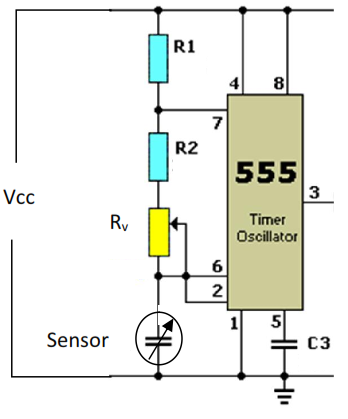 R1
4
8
7
R2
555
Vcc
3
Rv
Timer
Oscillator
6
2
1
5
Sensor
C3